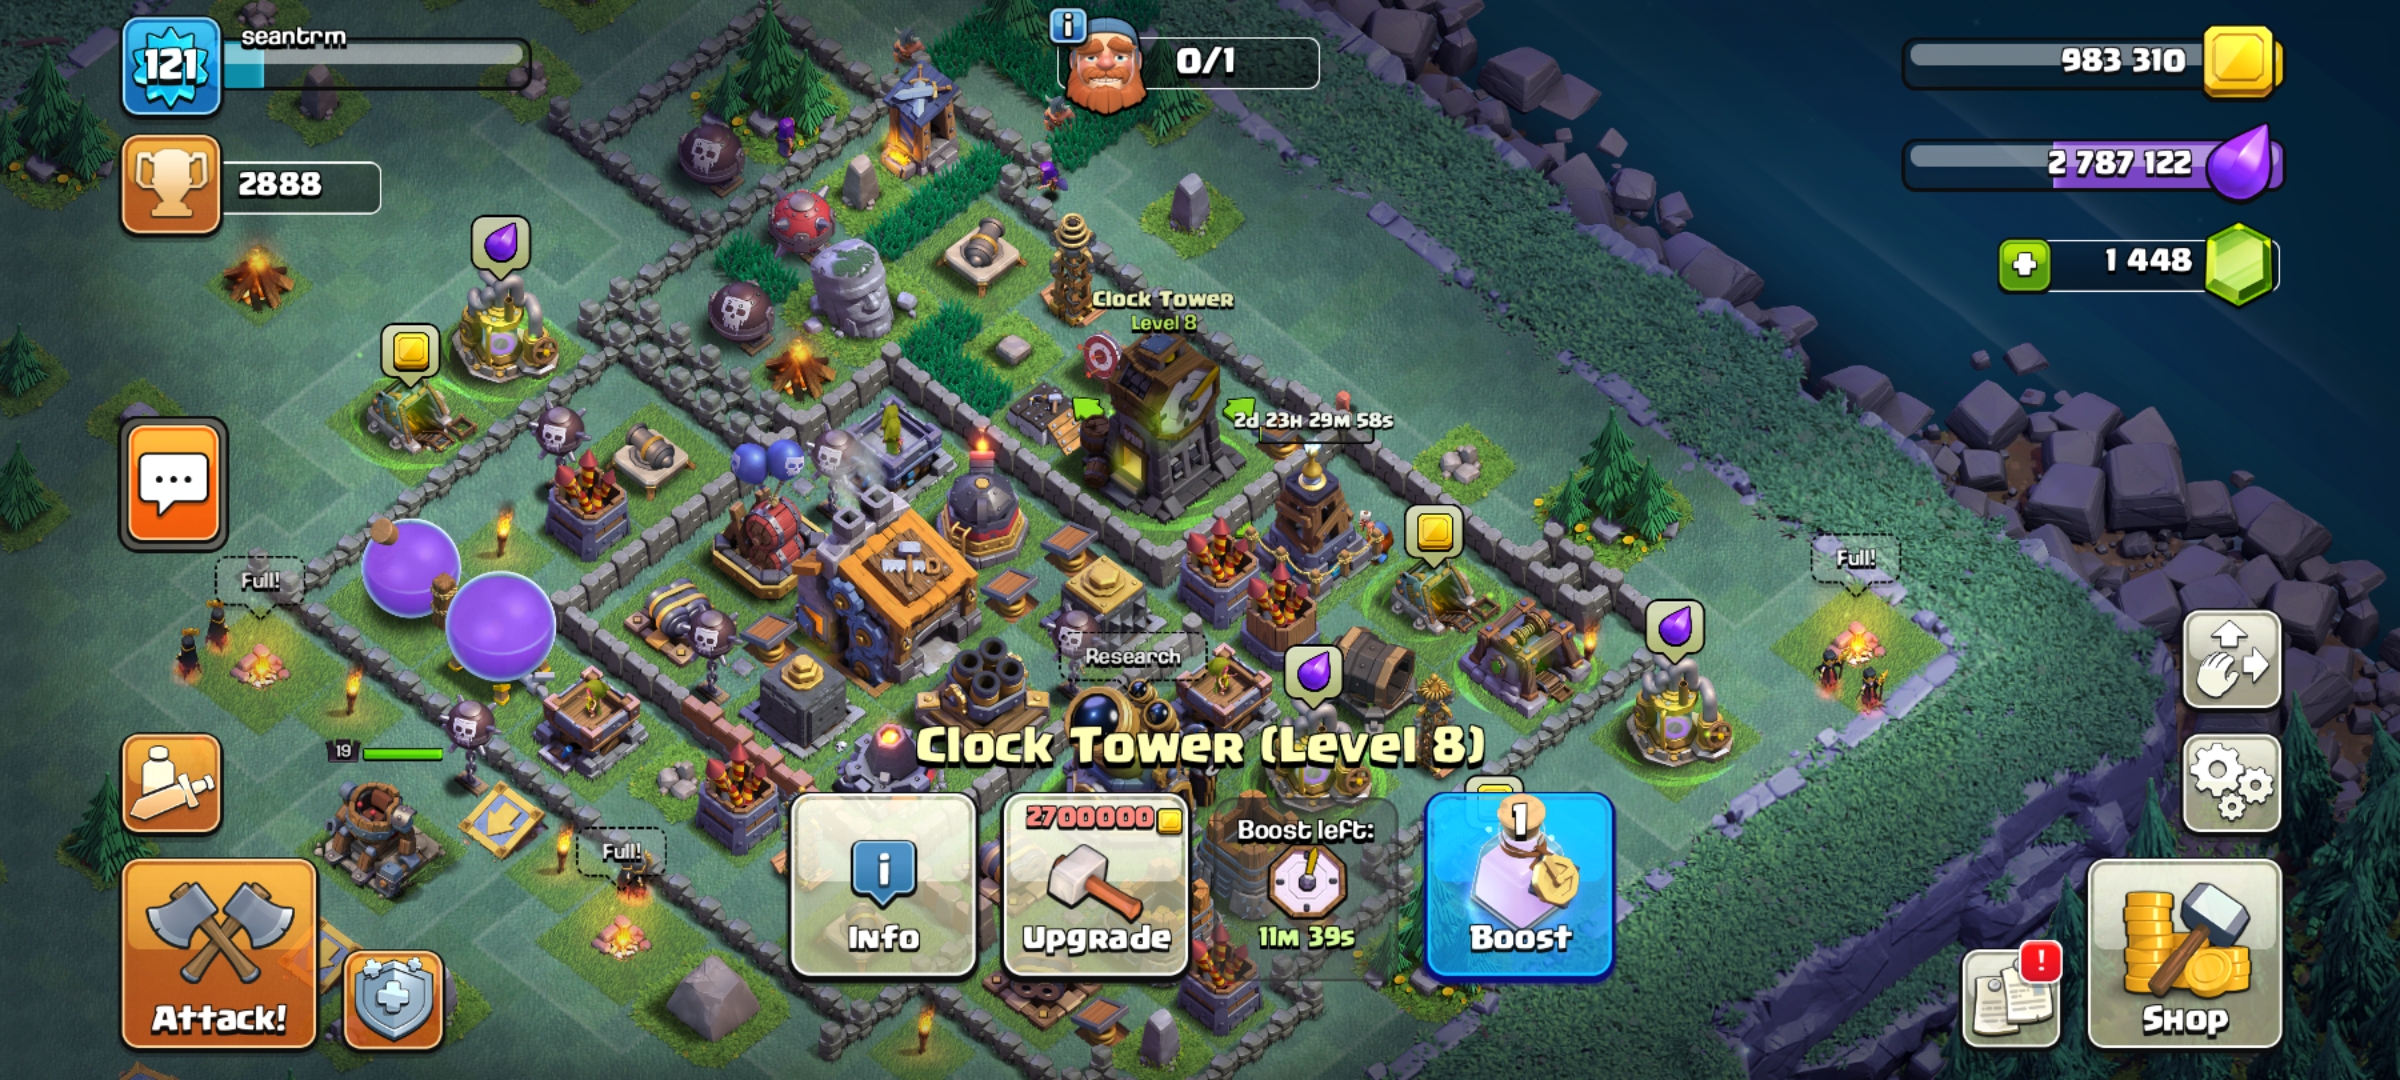 121
seantrm
0/1
983 310
2888
2 787 122
1 448
Clock Tower
Level 8
2d 23h 29m 58s
Full!
Full!
Research
Clock Tower (Level 8)
19
Full!
Info
2700000
Upgrade
Boost left:
11m 39s
1
Boost
Attack!
!
Shop